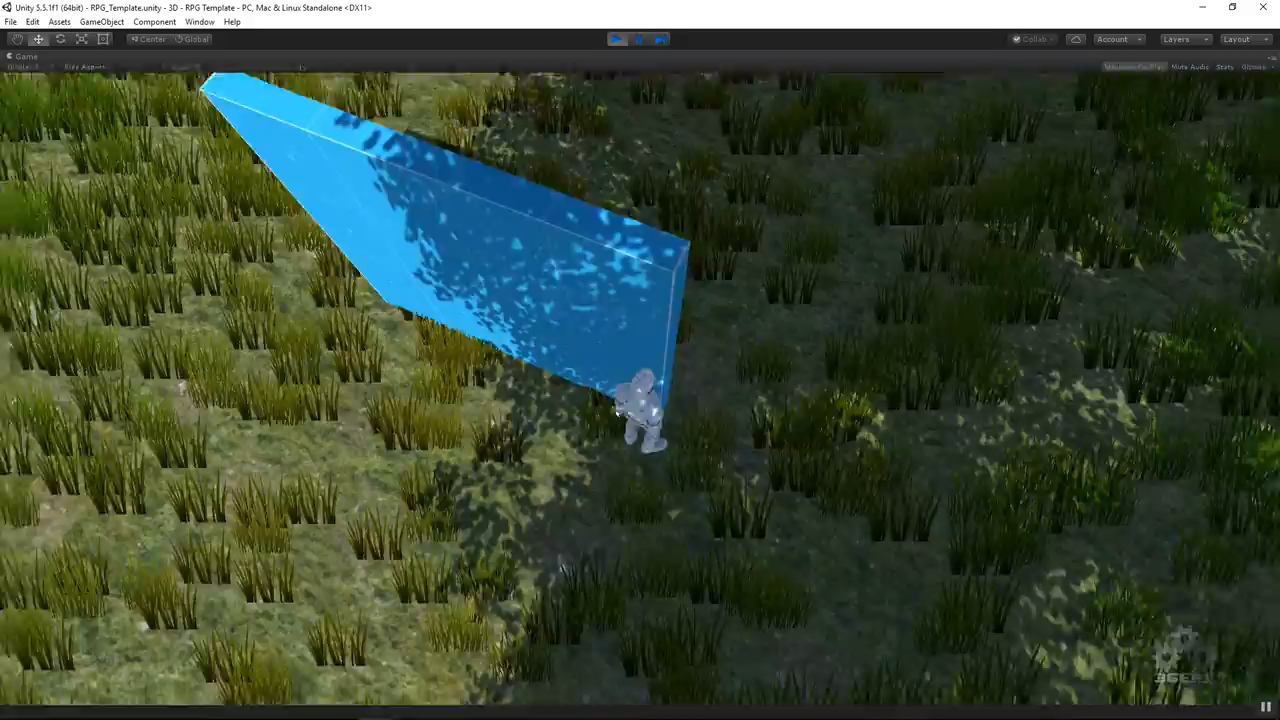 Unity 5.5.1f1 (64bit) - RPG_Template.unity - 3D - RPG Template - PC, Mac & Linux Standalone <DX11>
File Edit Assets GameObject Component Window Help
Center Global Collab Account Layers Layout
Game
Mute Audio Stats Gizmos